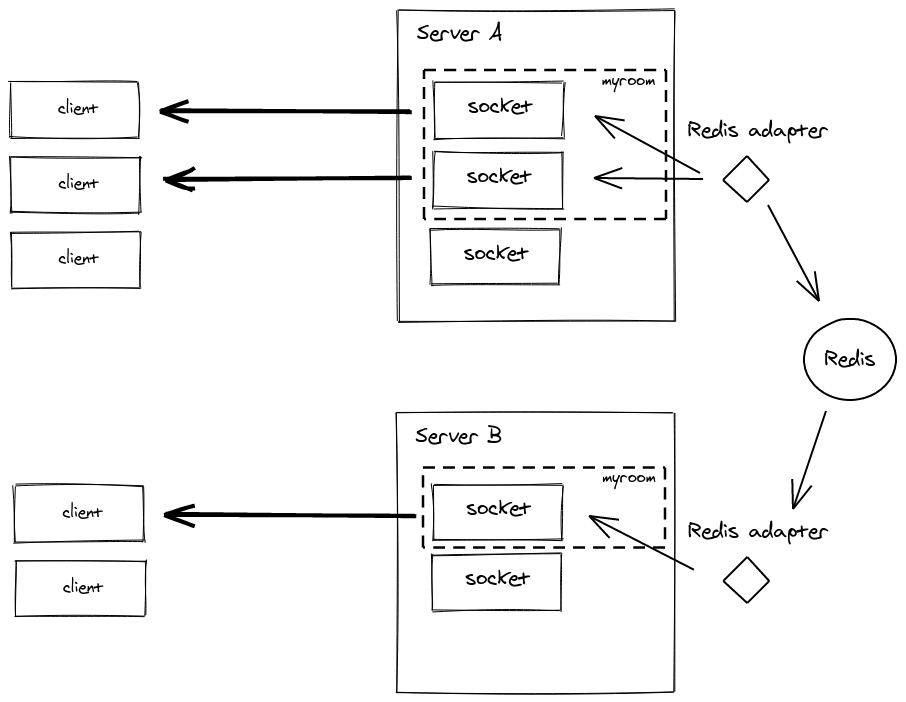 Server A
myroom
client
socket
Redis adapter
client
socket
client
socket
Redis
Server B
myroom
client
socket
Redis adapter
client
socket